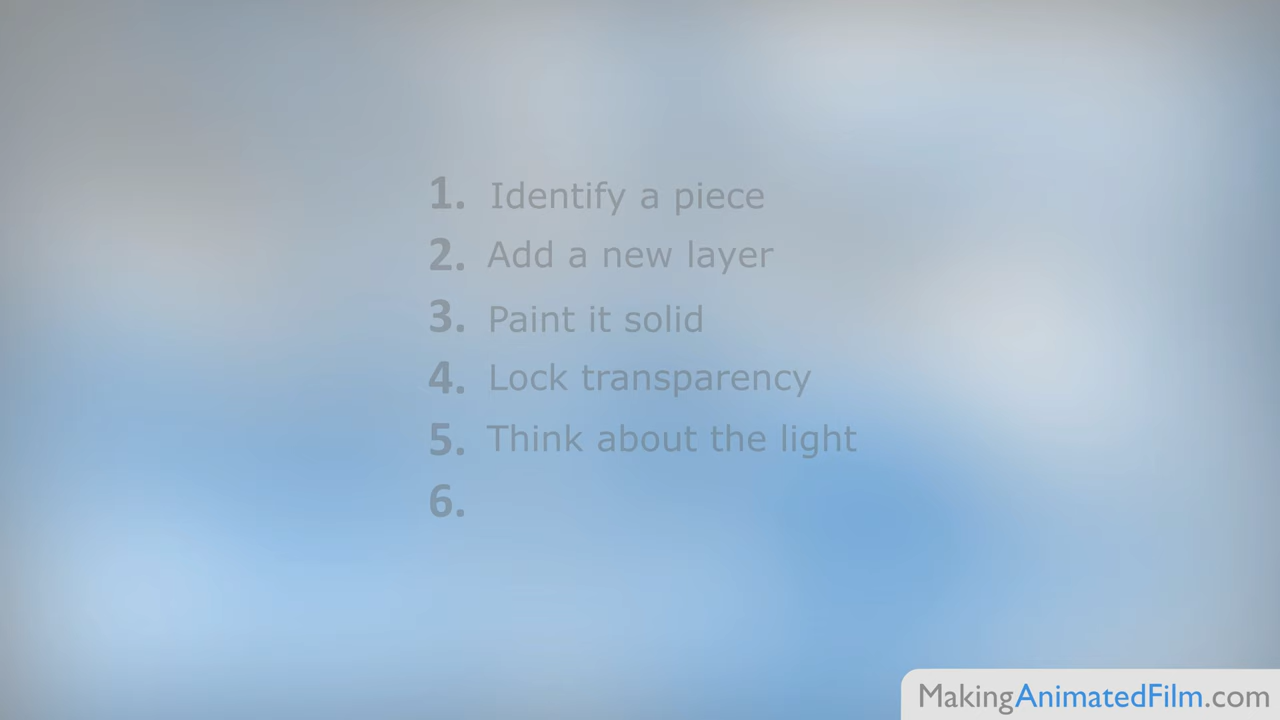 1. Identify a piece
2. Add a new layer
3. Paint it solid
4. Lock transparency
5. Think about the light
6.
MakingAnimatedFilm.com